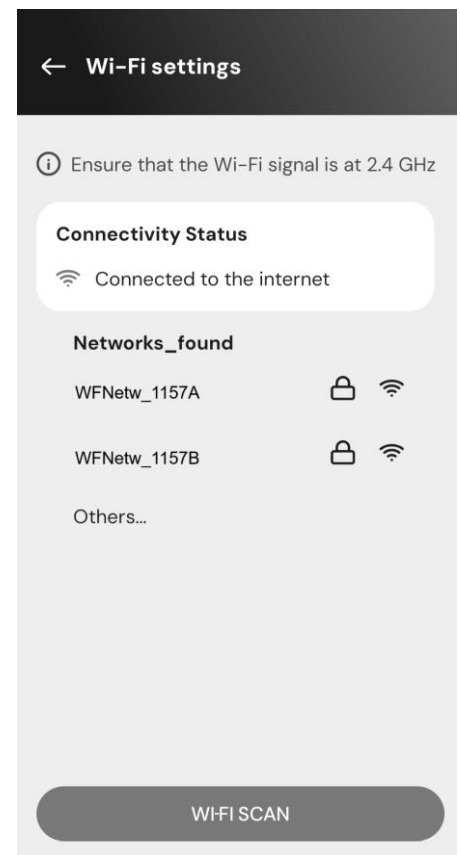 Wi-Fi settings
Ensure that the Wi-Fi signal is at 2.4 GHz
Connectivity Status
Connected to the internet
Networks_found
WFNetw_1157A
WFNetw_1157B
Others...
WI-FI SCAN